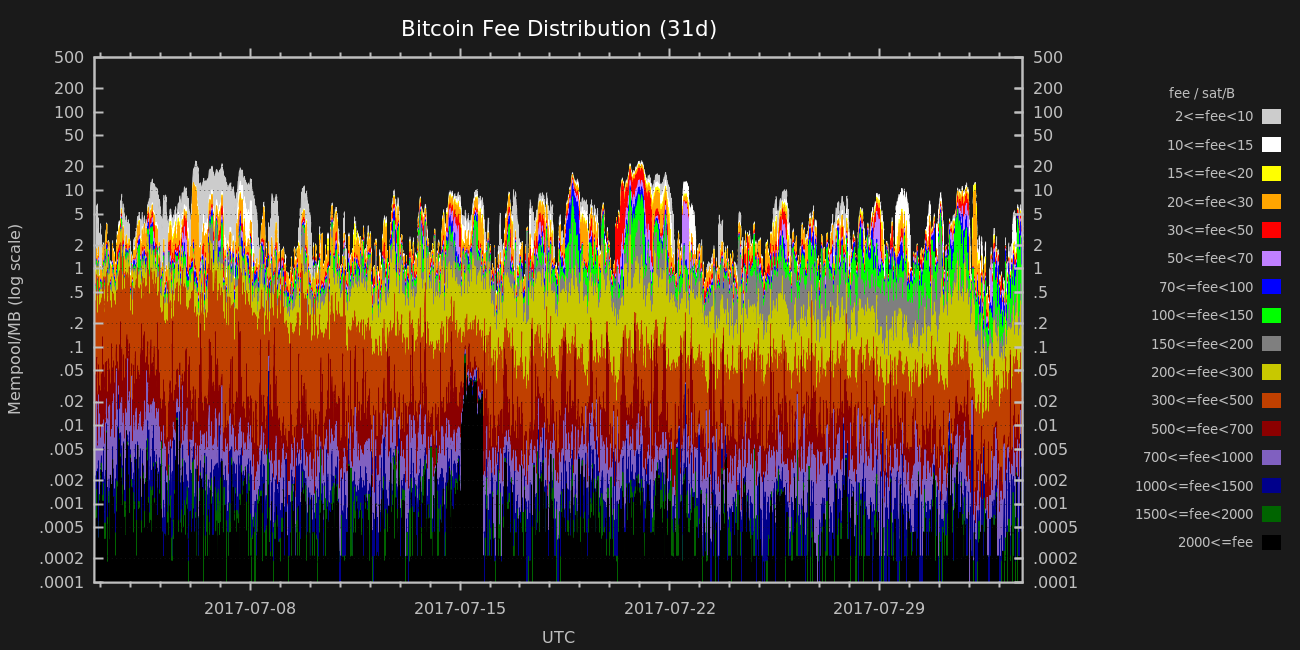 Bitcoin Fee Distribution (31d)
Mempool/MB (log scale)
500
200
100
50
20
10
5
2
1
.5
.2
.1
.05
.02
.01
.005
.002
.001
.0005
.0002
.0001
500
200
100
50
20
10
5
2
1
.5
.2
.1
.05
.02
.01
.005
.002
.001
.0005
.0002
.0001
2017-07-08 2017-07-15 2017-07-22 2017-07-29
UTC
fee / sat/B
2<=fee<10
10<=fee<15
15<=fee<20
20<=fee<30
30<=fee<50
50<=fee<70
70<=fee<100
100<=fee<150
150<=fee<200
200<=fee<300
300<=fee<500
500<=fee<700
700<=fee<1000
1000<=fee<1500
1500<=fee<2000
2000<=fee